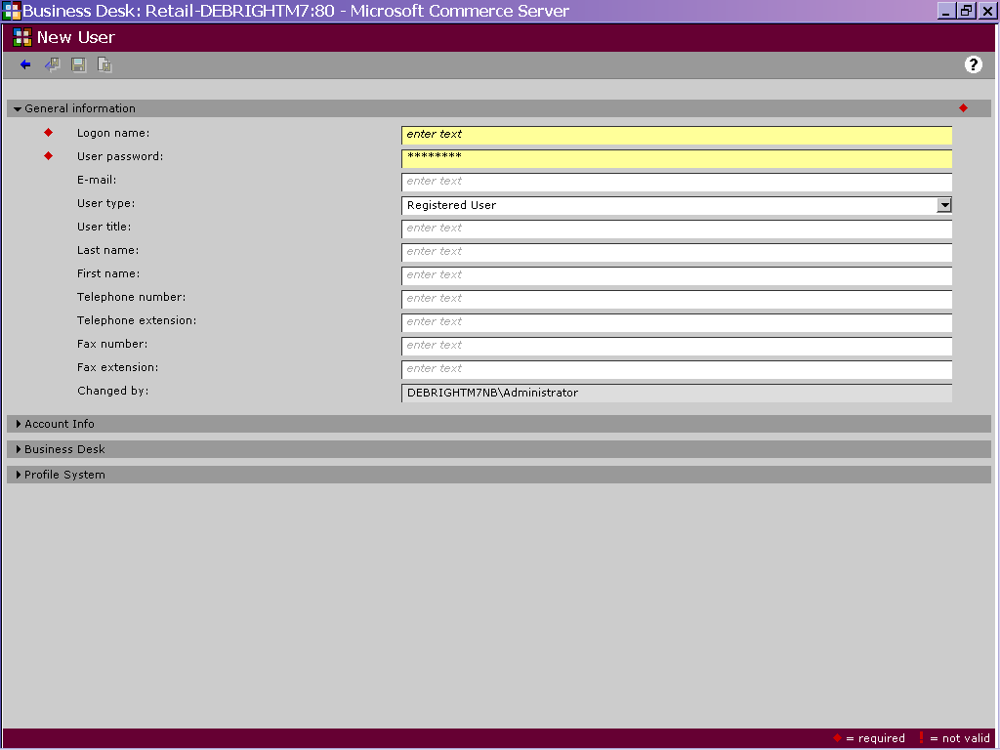 Business Desk: Retail-DEBRIGHTM7:80 - Microsoft Commerce Server
New User
?
General information
Logon name: enter text
User password: ********
E-mail: enter text
User type: Registered User
User title: enter text
Last name: enter text
First name: enter text
Telephone number: enter text
Telephone extension: enter text
Fax number: enter text
Fax extension: enter text
Changed by: DEBRIGHTM7NB\Administrator
Account Info
Business Desk
Profile System
= required ! = not valid